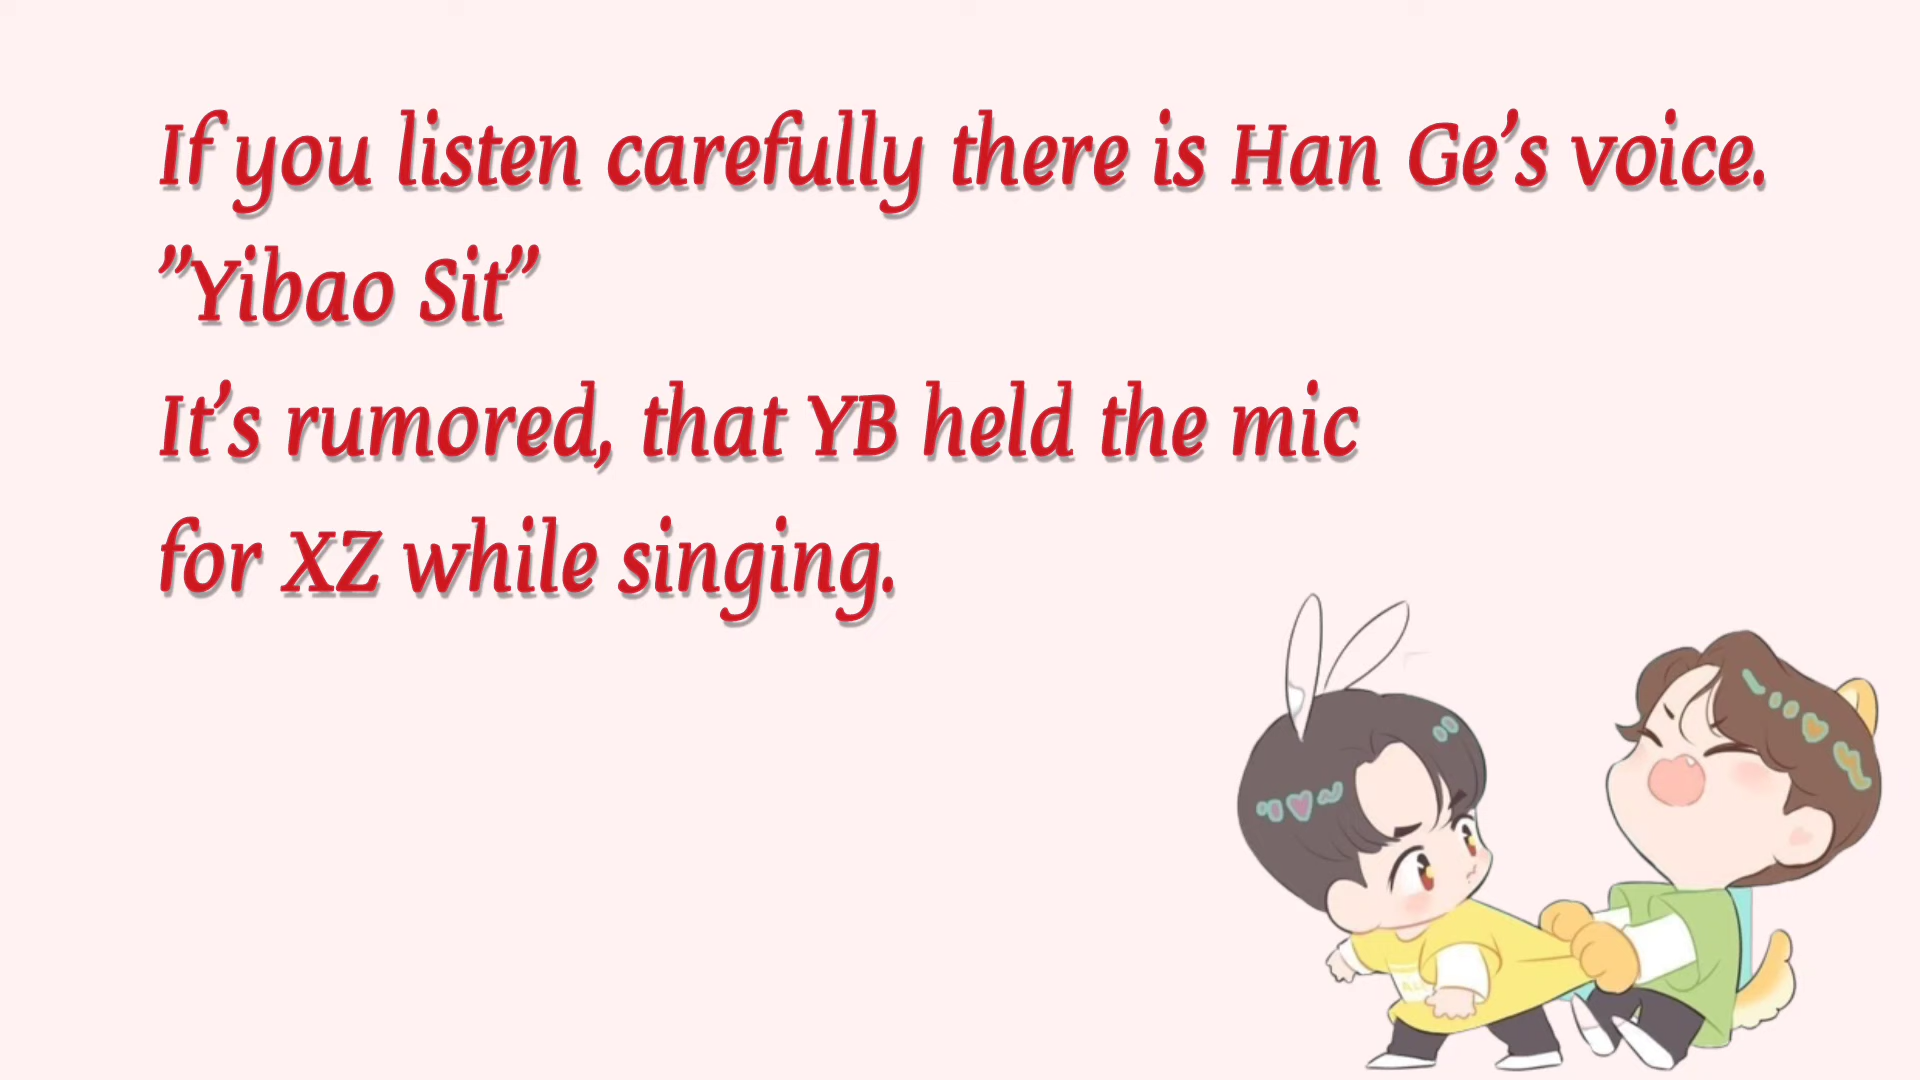 If you listen carefully there is Han Ge’s voice.
”Yibao Sit”
It’s rumored, that YB held the mic
for XZ while singing.